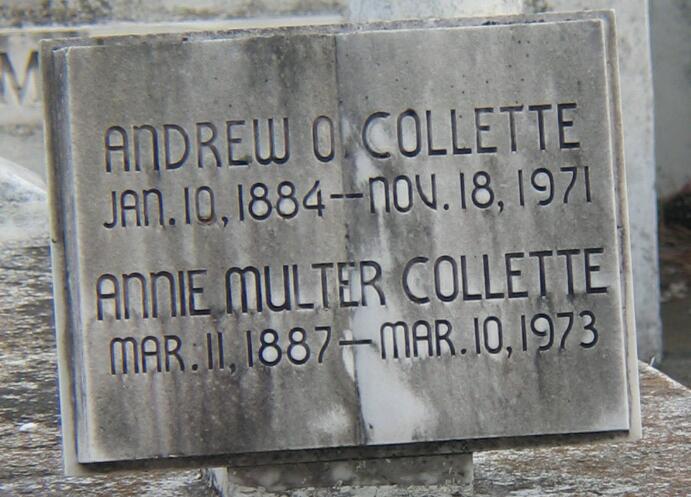 M
ANDREW O. COLLETTE
JAN. 10, 1884—NOV. 18, 1971
ANNIE MULTER COLLETTE
MAR. 11, 1887—MAR. 10, 1973